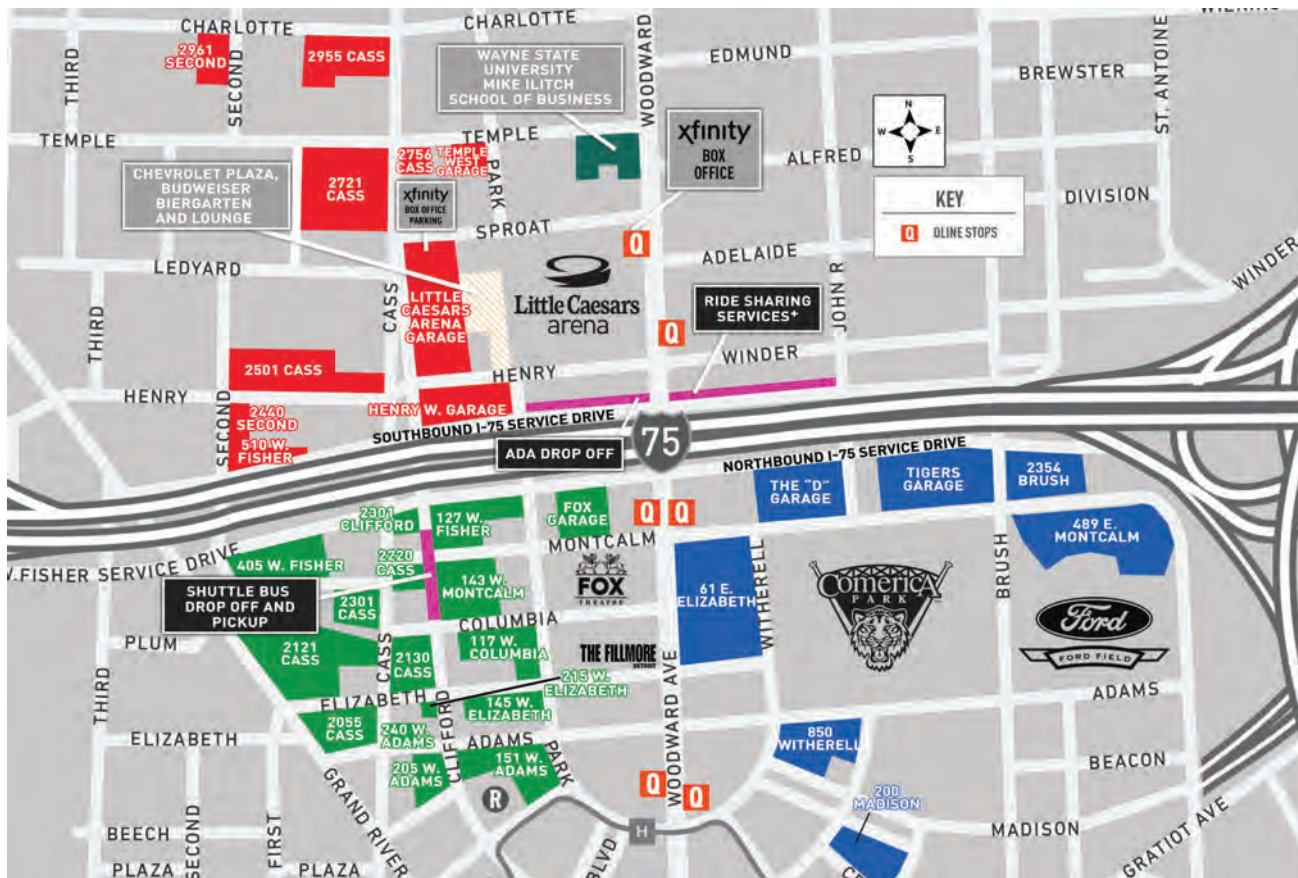 CHARLOTTE
CHARLOTTE
THIRD
2961
SECOND
SECOND
2955 CASS
WAYNE STATE
UNIVERSITY
MIKE ILITCH
SCHOOL OF BUSINESS
WOODWARD
EDMUND
BREWSTER
ST. ANTOINE
N
W
E
S
TEMPLE
TEMPLE
xfinity
BOX
OFFICE
ALFRED
CHEVROLET PLAZA,
BUDWEISER
BIERGARTEN
AND LOUNGE
2721
CASS
2756
CASS
TEMPLE
WEST
GARAGE
PARK
xfinity
BOX OFFICE
PARKING
KEY
Q QLINE STOPS
DIVISION
SPROAT
Q
ADELAIDE
LEDYARD
WINDER
THIRD
CASS
LITTLE
CAESARS
ARENA
GARAGE
Little Caesars
arena
RIDE SHARING
SERVICES+
JOHN R
Q
WINDER
2501 CASS
HENRY
HENRY
HENRY W. GARAGE
SECOND
2440
SECOND
510 W.
FISHER
SOUTHBOUND I-75 SERVICE DRIVE
75
ADA DROP OFF
NORTHBOUND I-75 SERVICE DRIVE
THE "D"
GARAGE
TIGERS
GARAGE
2354
BRUSH
2301
CLIFFORD
127 W.
FISHER
FOX
GARAGE
Q
Q
489 E.
MONTCALM
MONTCALM
W.FISHER SERVICE DRIVE
405 W. FISHER
2220
CASS
SHUTTLE BUS
DROP OFF AND
PICKUP
143 W.
MONTCALM
FOX
THEATRE
61 E.
ELIZABETH
WITHERELL
COMERICA
PARK
BRUSH
Ford
FORD FIELD
2301
CASS
COLUMBIA
PLUM
2121
CASS
CASS
2130
CASS
117 W.
COLUMBIA
THE FILLMORE
DETROIT
215 W.
ELIZABETH
THIRD
ELIZABETH
145 W.
ELIZABETH
WOODWARD AVE
ADAMS
2055
CASS
240 W.
ADAMS
CLIFFORD
ADAMS
PARK
ELIZABETH
850
WITHERELL
205 W.
ADAMS
151 W.
ADAMS
BEACON
GRAND RIVER
R
Q
Q
200
MADISON
BEECH
SECOND
FIRST
H
MADISON
GRATIOT AVE
PLAZA
PLAZA
BLVD